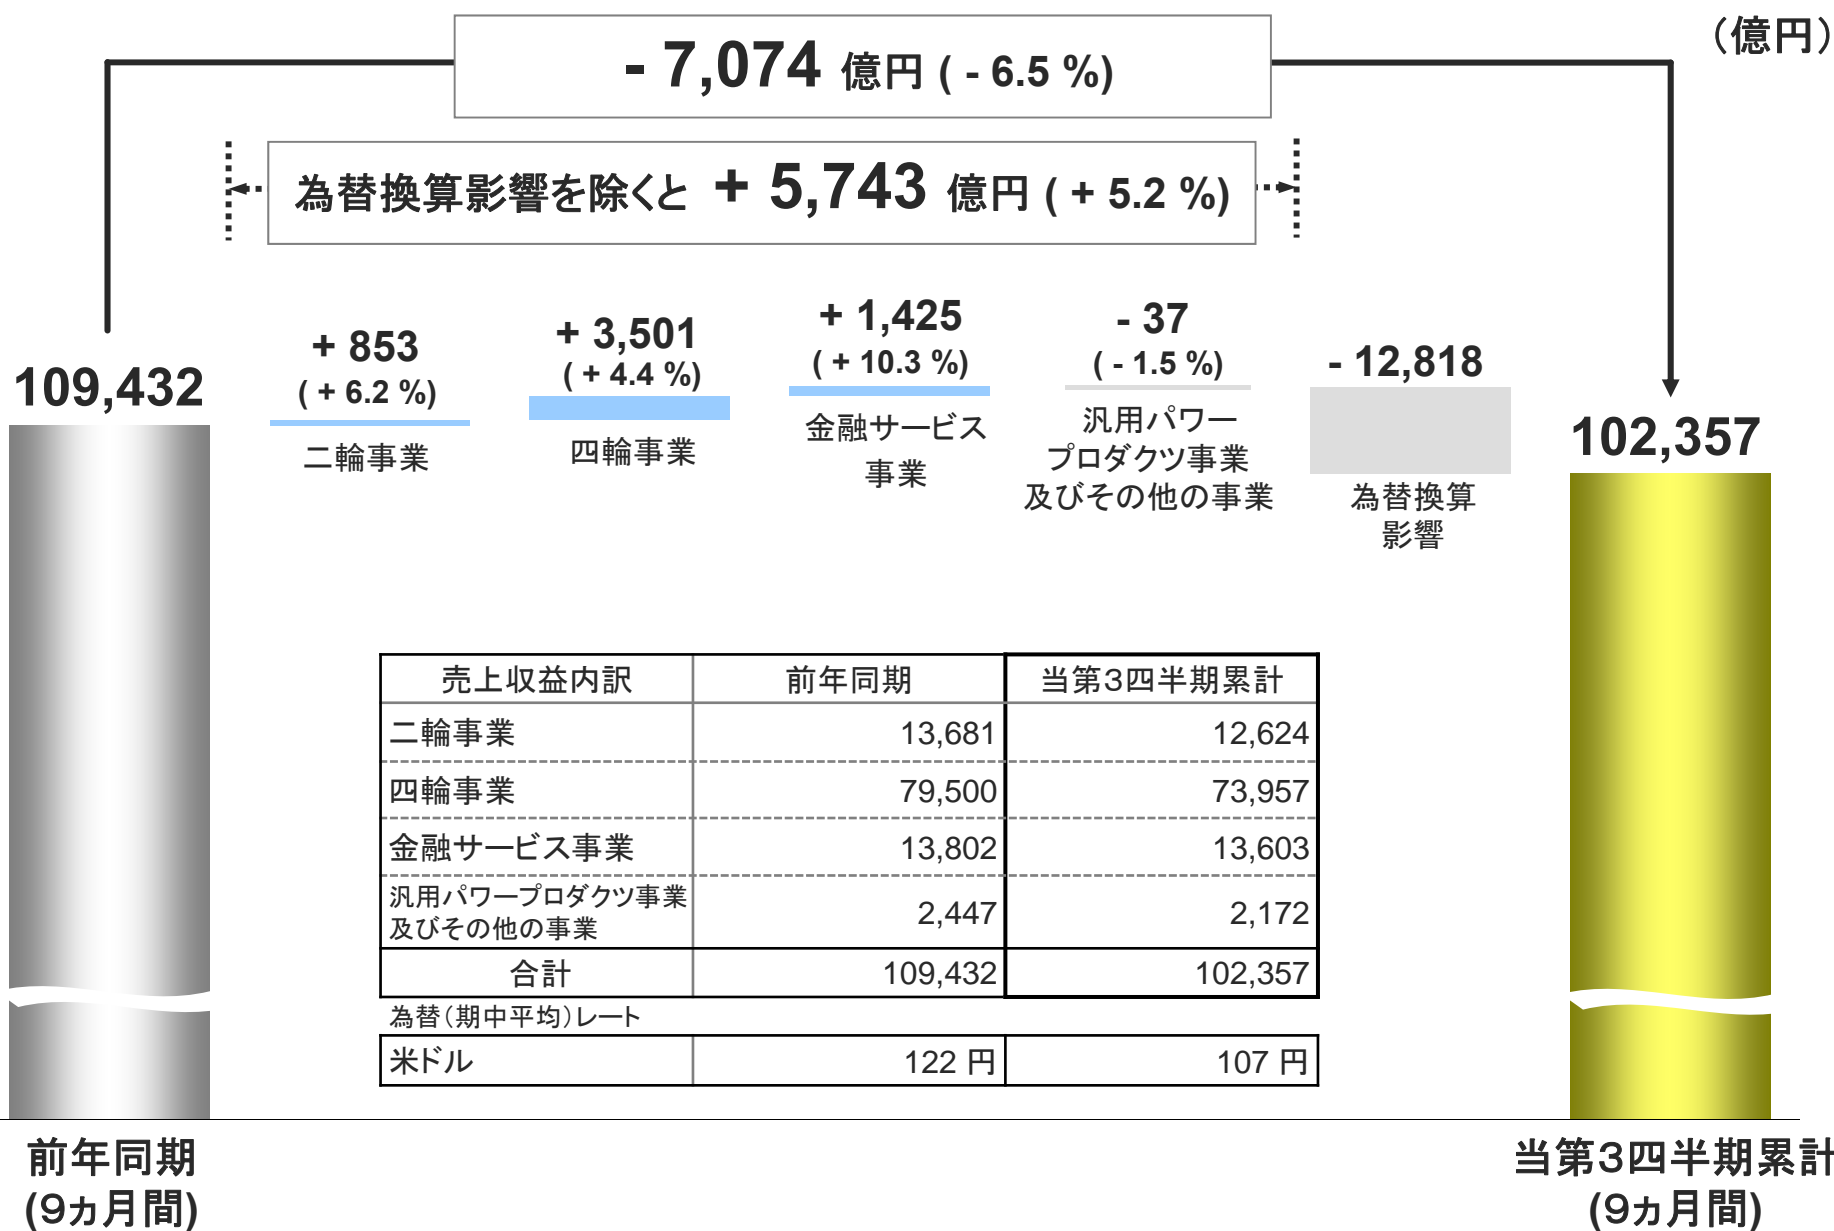 （億円）
- 7,074 億円 ( - 6.5 %)
為替換算影響を除くと + 5,743 億円 ( + 5.2 %)
109,432
+ 853
( + 6.2 %)
二輪事業
+ 3,501
( + 4.4 %)
四輪事業
+ 1,425
( + 10.3 %)
金融サービス
事業
- 37
( - 1.5 %)
汎用パワー
プロダクツ事業
及びその他の事業
- 12,818
為替換算
影響
102,357
売上収益内訳 前年同期 当第３四半期累計
二輪事業 13,681 12,624
四輪事業 79,500 73,957
金融サービス事業 13,802 13,603
汎用パワープロダクツ事業
及びその他の事業 2,447 2,172
合計 109,432 102,357
為替（期中平均）レート
米ドル 122 円 107 円
前年同期
(９ヵ月間)
当第３四半期累計
(９ヵ月間)